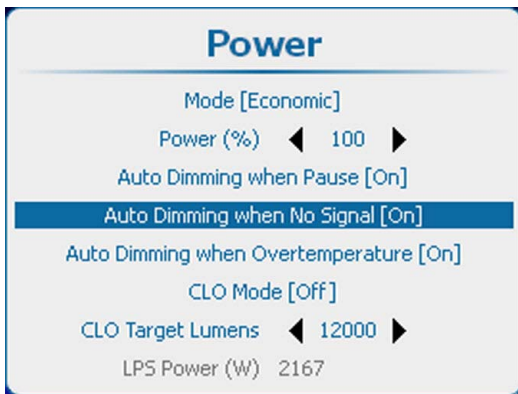 Power
Mode [Economic]
Power (%) 100
Auto Dimming when Pause [On]
Auto Dimming when No Signal [On]
Auto Dimming when Overtemperature [On]
CLO Mode [Off]
CLO Target Lumens 12000
LPS Power (W) 2167